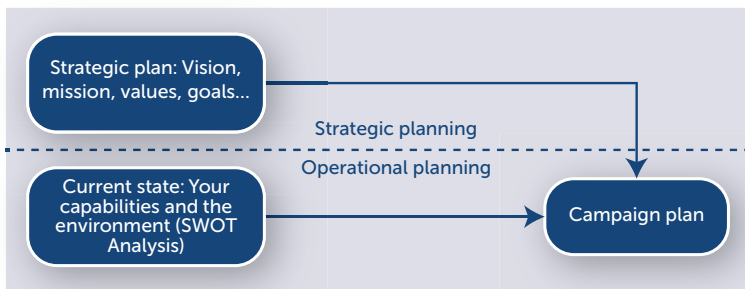 Strategic plan: Vision,
mission, values, goals...
Strategic planning
Operational planning
Current state: Your
capabilities and the
environment (SWOT
Analysis)
Campaign plan